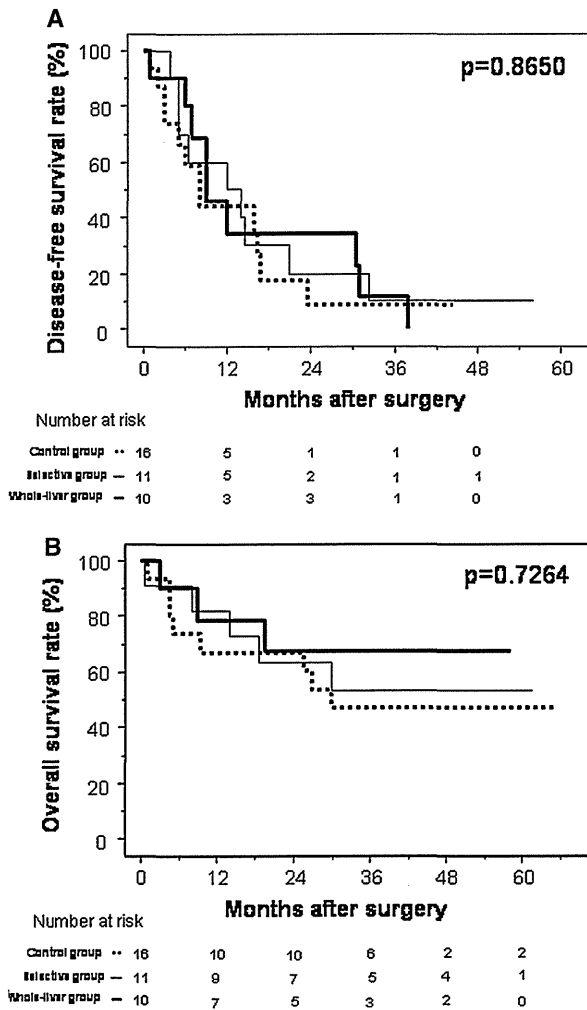 A
Disease-free survival rate (%)
100
80
60
40
20
0
p=0.8650
0 12 24 36 48 60
Months after surgery
Number at risk
Control group •• 16 5 1 1 0
Selective group — 11 5 2 1 1
Whole-liver group — 10 3 3 1 0
B
Overall survival rate (%)
100
80
60
40
20
0
p=0.7264
0 12 24 36 48 60
Months after surgery
Number at risk
Control group •• 16 10 10 6 2 2
Selective group — 11 9 7 5 4 1
Whole-liver group — 10 7 5 3 2 0